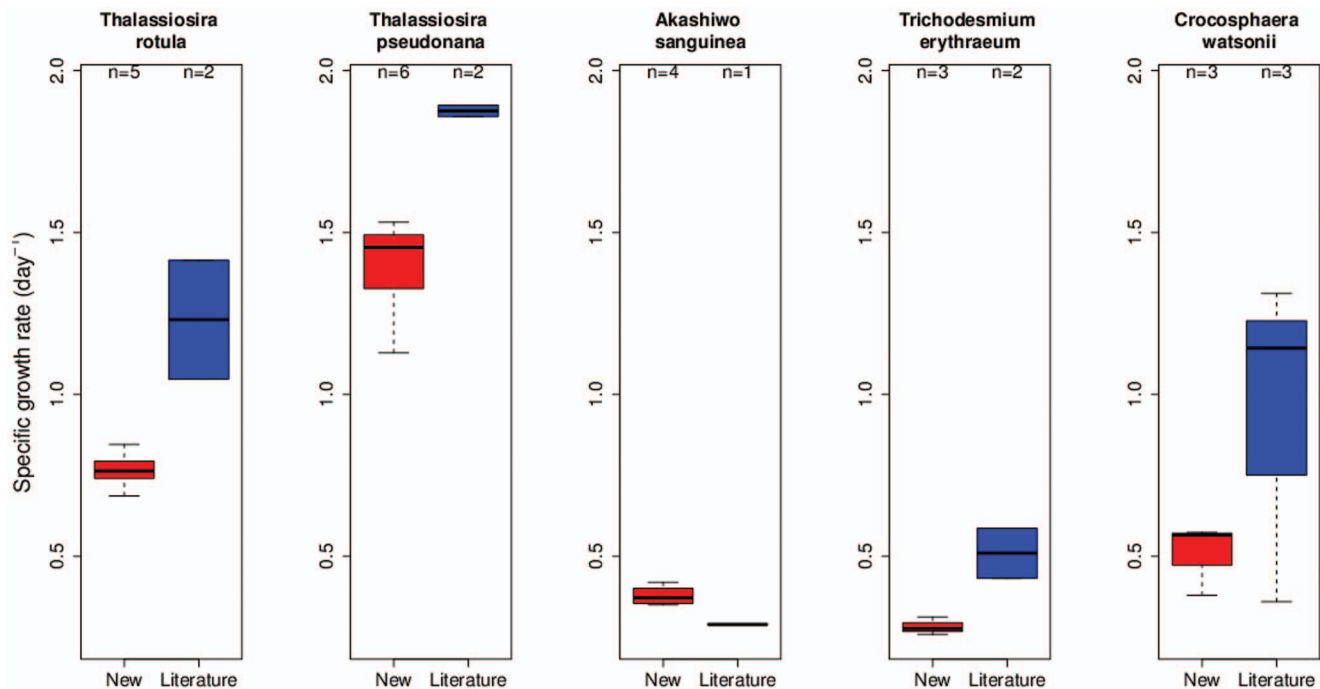 Thalassiosira
rotula
Thalassiosira
pseudonana
Akashiwo
sanguinea
Trichodesmium
erythraeum
Crocosphaera
watsonii
Specific growth rate (day⁻¹)
2.0
1.5
1.0
0.5
n=5 n=2
New Literature
2.0
1.5
1.0
0.5
n=6 n=2
New Literature
2.0
1.5
1.0
0.5
n=4 n=1
New Literature
2.0
1.5
1.0
0.5
n=3 n=2
New Literature
2.0
1.5
1.0
0.5
n=3 n=3
New Literature